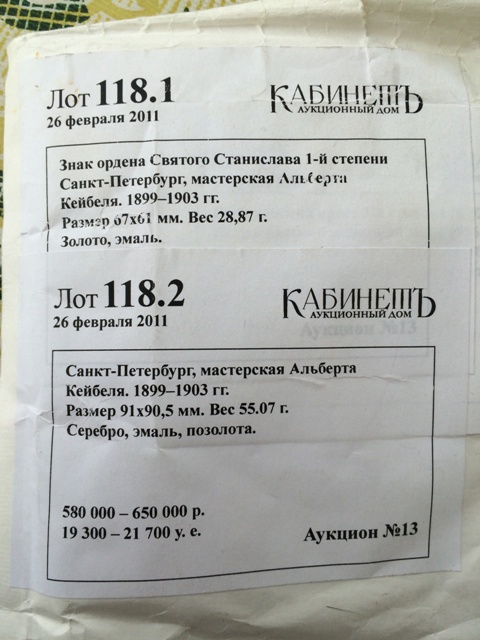 Лот 118.1
26 февраля 2011
КАБИНЕТЪ
АУКЦИОННЫЙ ДОМ
Знак ордена Святого Станислава 1-й степени
Санкт-Петербург, мастерская Альберта
Кейбеля. 1899–1903 гг.
Размер 67х61 мм. Вес 28,87 г.
Золото, эмаль.
Лот 118.2
26 февраля 2011
КАБИНЕТЪ
АУКЦИОННЫЙ ДОМ
Аукцион №13
Санкт-Петербург, мастерская Альберта
Кейбеля. 1899–1903 гг.
Размер 91х90,5 мм. Вес 55.07 г.
Серебро, эмаль, позолота.
580 000 – 650 000 р.
19 300 – 21 700 у. е.
Аукцион №13